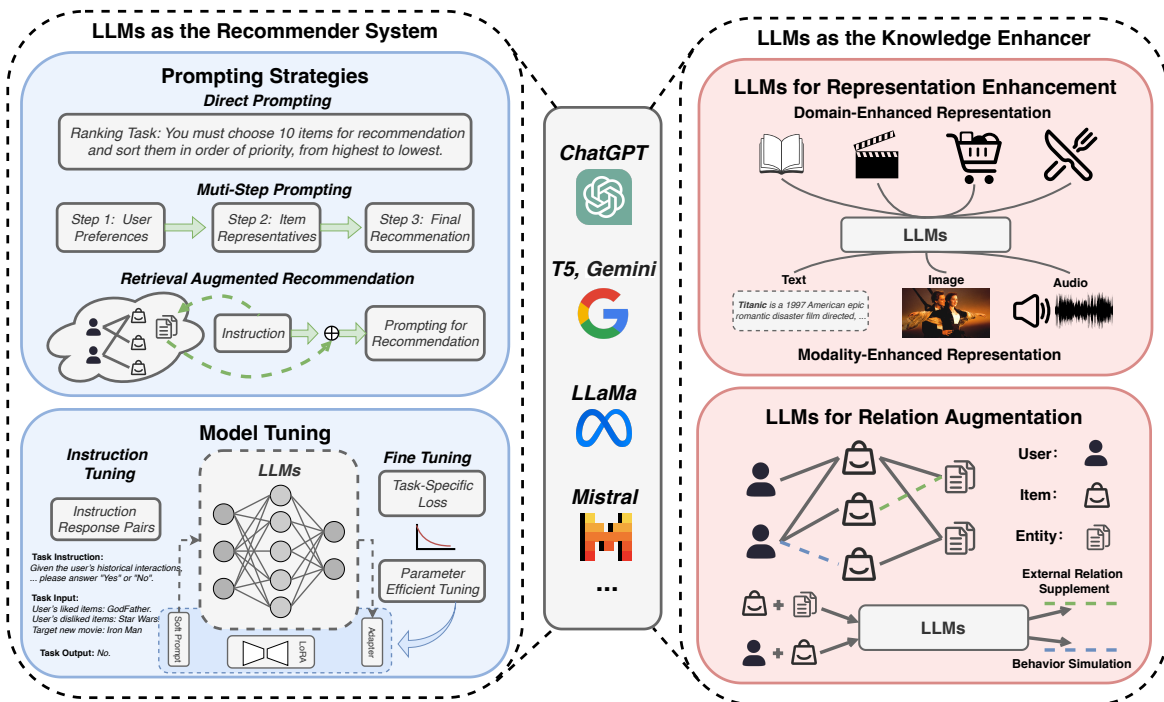 LLMs as the Recommender System
Prompting Strategies
Direct Prompting
Ranking Task: You must choose 10 items for recommendation
and sort them in order of priority, from highest to lowest.
Muti-Step Prompting
Step 1: User
Preferences
Step 2: Item
Representatives
Step 3: Final
Recommenation
Retrieval Augmented Recommendation
Instruction
Prompting for
Recommendation
Model Tuning
Instruction
Tuning
Instruction
Response Pairs
Task Instruction:
Given the user's historical interactions,
... please answer "Yes" or "No".
Task Input:
User's liked items: GodFather.
User's disliked items: Star Wars
Target new movie: Iron Man
Task Output: No.
LLMs
Soft Prompt
LoRA
Adapter
Fine Tuning
Task-Specific
Loss
Parameter
Efficient Tuning
ChatGPT
T5, Gemini
LLaMa
Mistral
...
LLMs as the Knowledge Enhancer
LLMs for Representation Enhancement
Domain-Enhanced Representation
LLMs
Text
Image
Audio
Titanic is a 1997 American epic
romantic disaster film directed, ...
Modality-Enhanced Representation
LLMs for Relation Augmentation
User:
Item:
Entity:
External Relation
Supplement
LLMs
Behavior Simulation